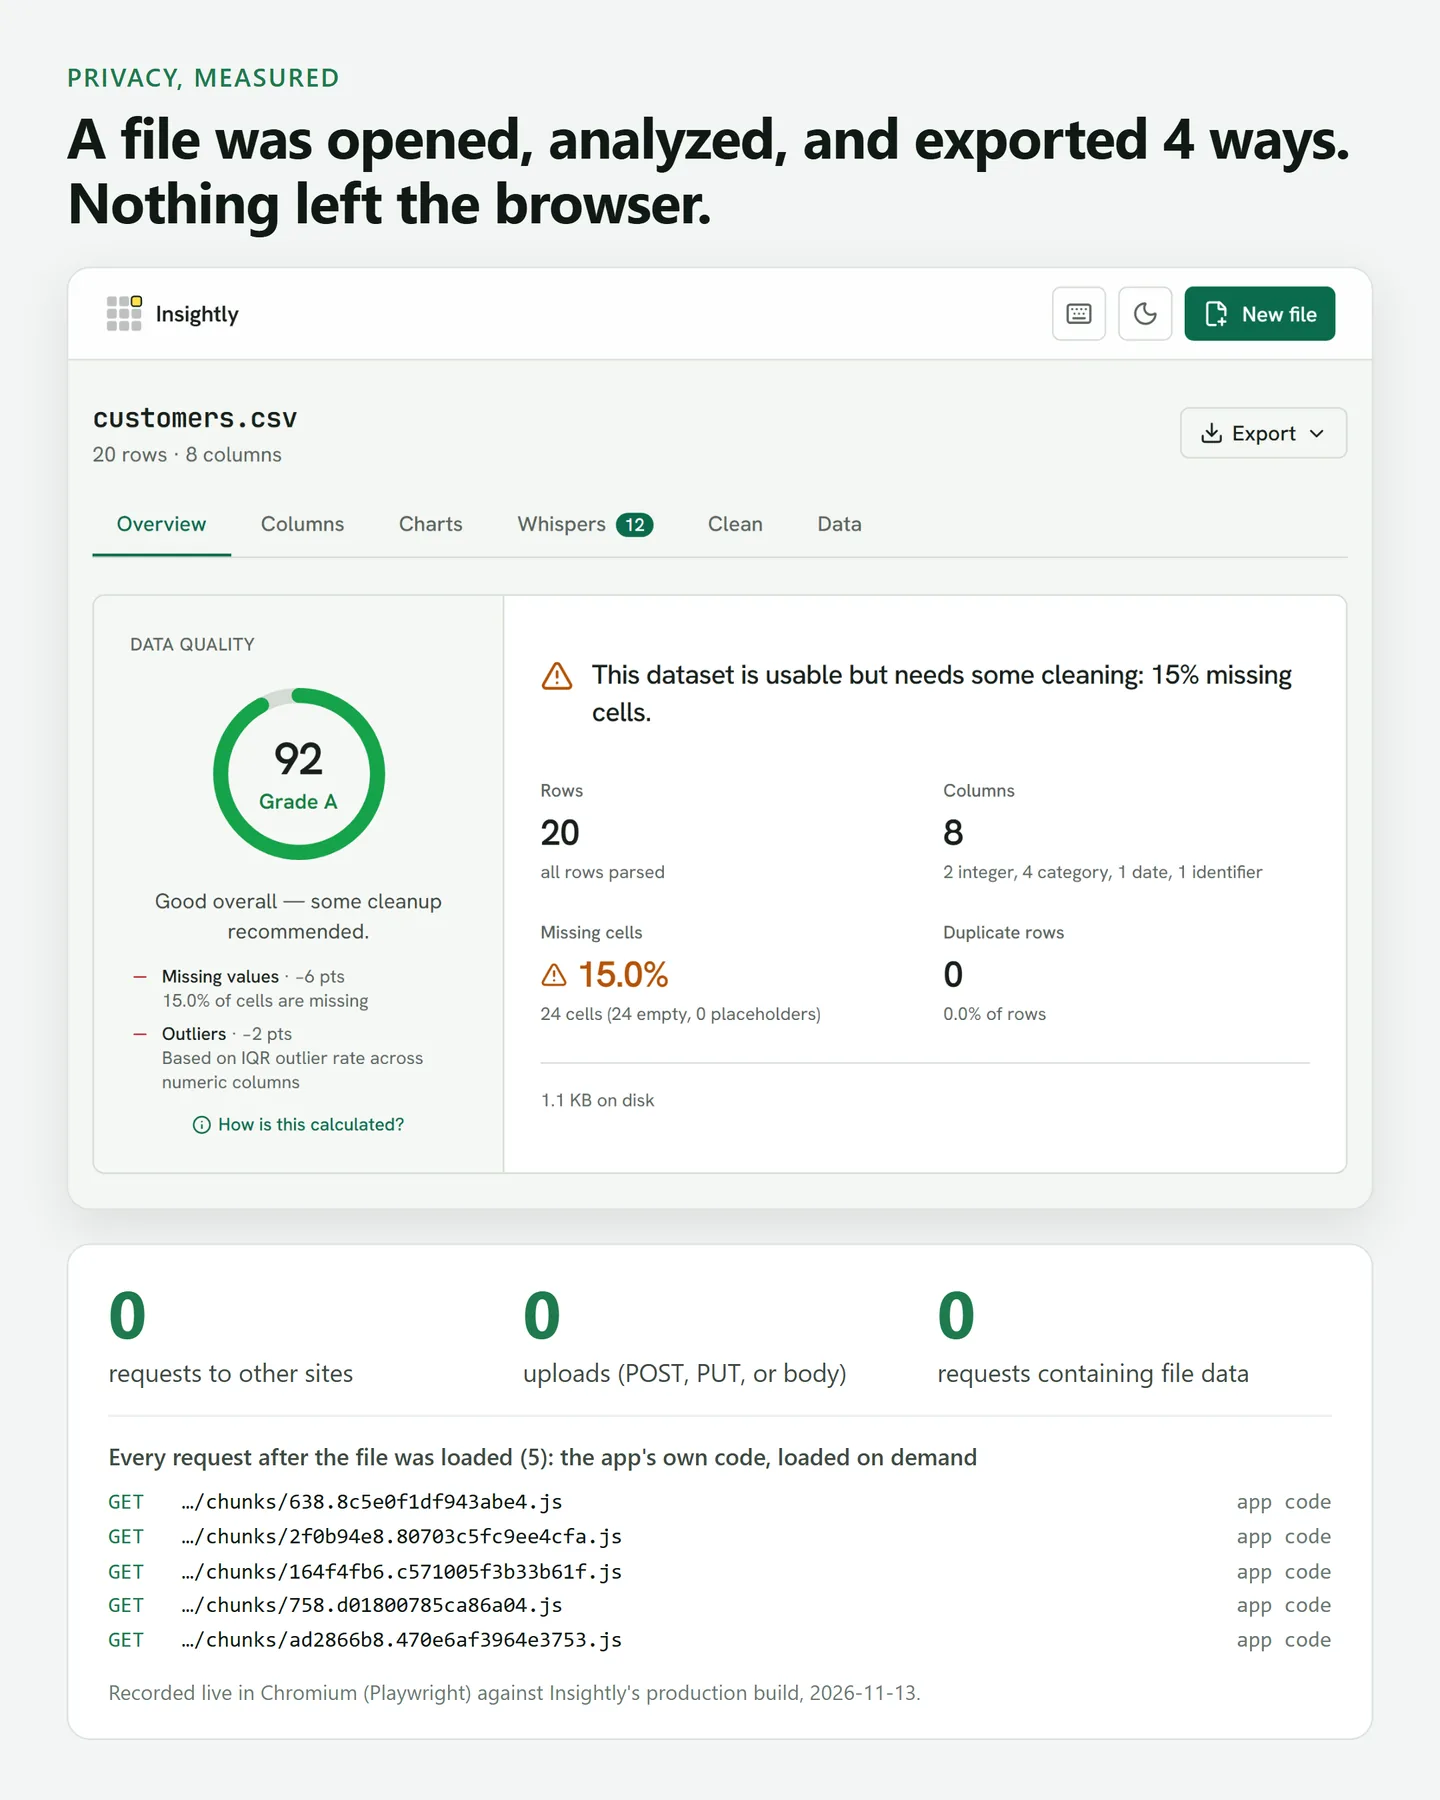 PRIVACY, MEASURED
A file was opened, analyzed, and exported 4 ways.
Nothing left the browser.
Insightly
New file
customers.csv
20 rows · 8 columns
Export
Overview Columns Charts Whispers 12 Clean Data
DATA QUALITY
92
Grade A
Good overall — some cleanup
recommended.
Missing values · −6 pts
15.0% of cells are missing
Outliers · −2 pts
Based on IQR outlier rate across
numeric columns
How is this calculated?
This dataset is usable but needs some cleaning: 15% missing
cells.
Rows
20
all rows parsed
Columns
8
2 integer, 4 category, 1 date, 1 identifier
Missing cells
15.0%
24 cells (24 empty, 0 placeholders)
Duplicate rows
0
0.0% of rows
1.1 KB on disk
0
requests to other sites
0
uploads (POST, PUT, or body)
0
requests containing file data
Every request after the file was loaded (5): the app's own code, loaded on demand
GET …/chunks/638.8c5e0f1df943abe4.js app code
GET …/chunks/2f0b94e8.80703c5fc9ee4cfa.js app code
GET …/chunks/164f4fb6.c571005f3b33b61f.js app code
GET …/chunks/758.d01800785ca86a04.js app code
GET …/chunks/ad2866b8.470e6af3964e3753.js app code
Recorded live in Chromium (Playwright) against Insightly's production build, 2026-11-13.